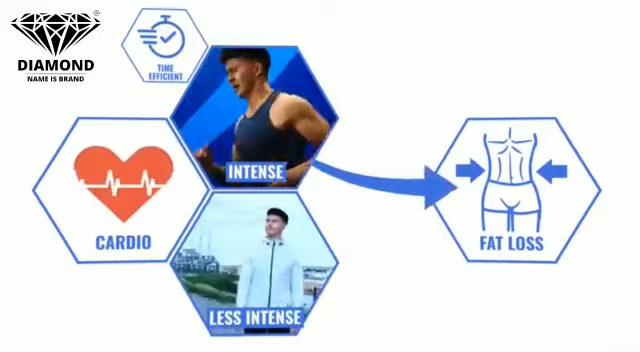 ®
DIAMOND
NAME IS BRAND
TIME
EFFICIENT
INTENSE
CARDIO
FAT LOSS
LESS INTENSE